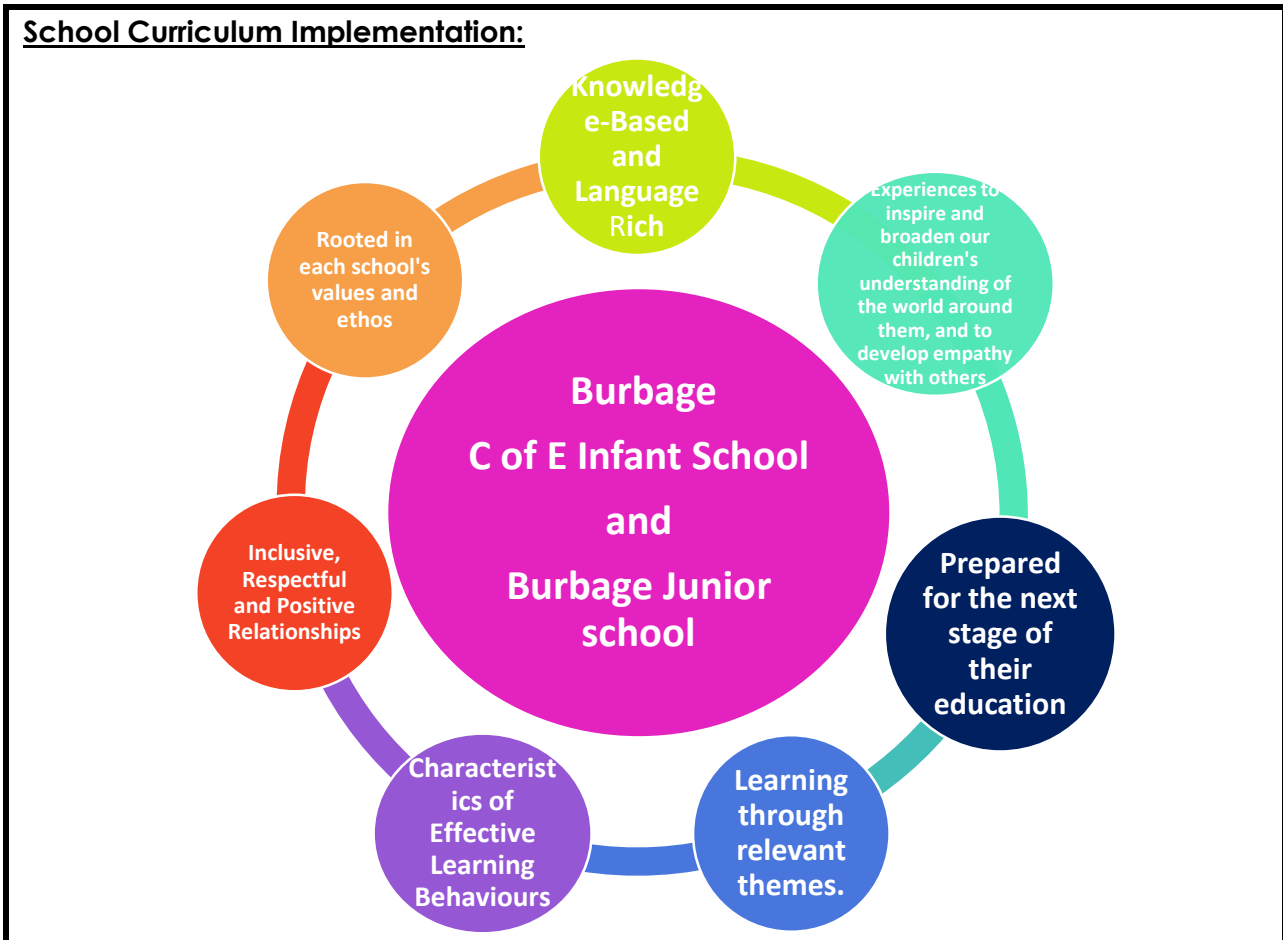 School Curriculum Implementation:
Knowledg
e-Based
and
Language
Rich
Experiences to
inspire and
broaden our
children's
understanding of
the world around
them, and to
develop empathy
with others
Prepared
for the next
stage of
their
education
Learning
through
relevant
themes.
Characterist
ics of
Effective
Learning
Behaviours
Inclusive,
Respectful
and Positive
Relationships
Rooted in
each school's
values and
ethos
Burbage
C of E Infant School
and
Burbage Junior
school